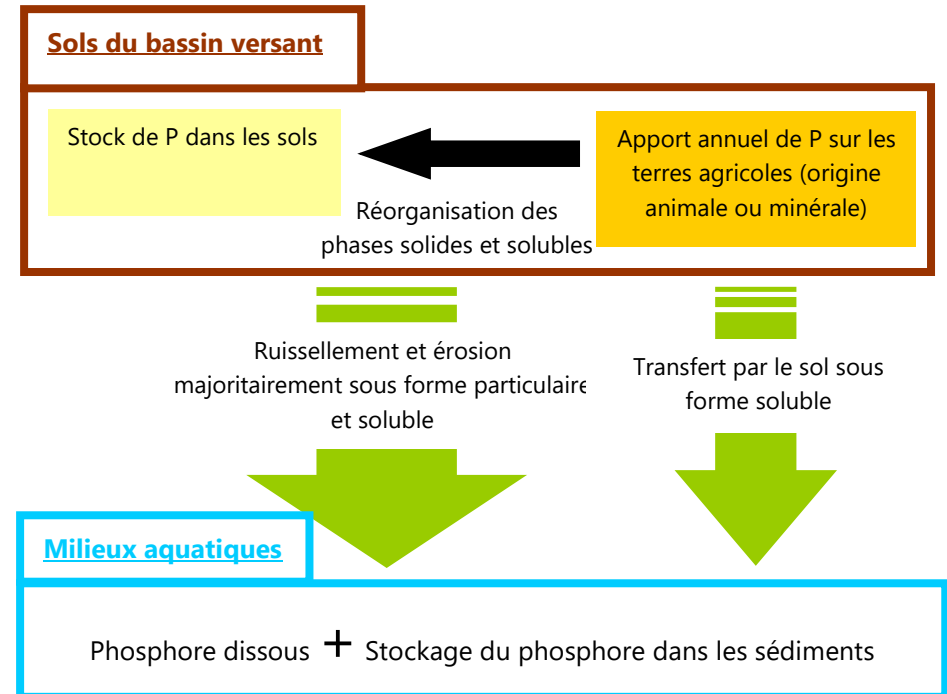 Sols du bassin versant
Stock de P dans les sols
Apport annuel de P sur les
terres agricoles (origine
animale ou minérale)
Réorganisation des
phases solides et solubles
Ruissellement et érosion
majoritairement sous forme particulaire
et soluble
Transfert par le sol sous
forme soluble
Milieux aquatiques
Phosphore dissous + Stockage du phosphore dans les sédiments